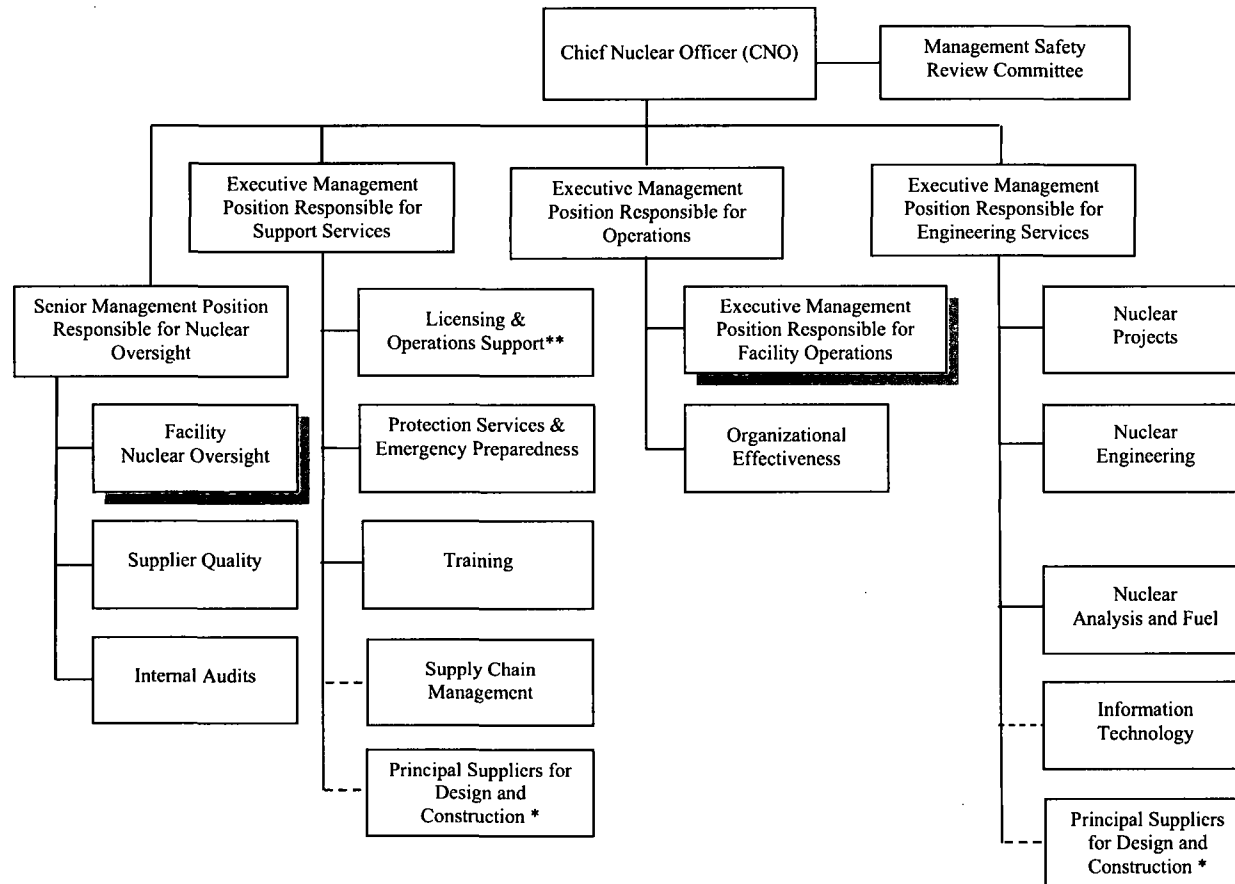 Chief Nuclear Officer (CNO)
Management Safety
Review Committee
Executive Management
Position Responsible for
Support Services
Executive Management
Position Responsible for
Operations
Executive Management
Position Responsible for
Engineering Services
Senior Management Position
Responsible for Nuclear
Oversight
Facility
Nuclear Oversight
Supplier Quality
Internal Audits
Licensing &
Operations Support**
Protection Services &
Emergency Preparedness
Training
Supply Chain
Management
Principal Suppliers for
Design and
Construction *
Executive Management
Position Responsible for
Facility Operations
Organizational
Effectiveness
Nuclear
Projects
Nuclear
Engineering
Nuclear
Analysis and Fuel
Information
Technology
Principal Suppliers
for Design and
Construction *